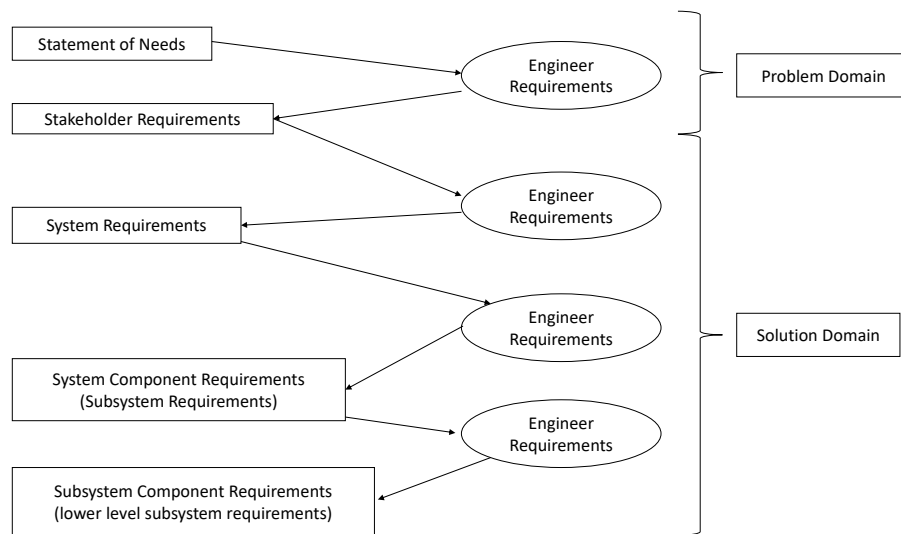 Statement of Needs
Engineer
Requirements
Problem Domain
Stakeholder Requirements
Engineer
Requirements
System Requirements
Engineer
Requirements
Solution Domain
System Component Requirements
(Subsystem Requirements)
Engineer
Requirements
Subsystem Component Requirements
(lower level subsystem requirements)